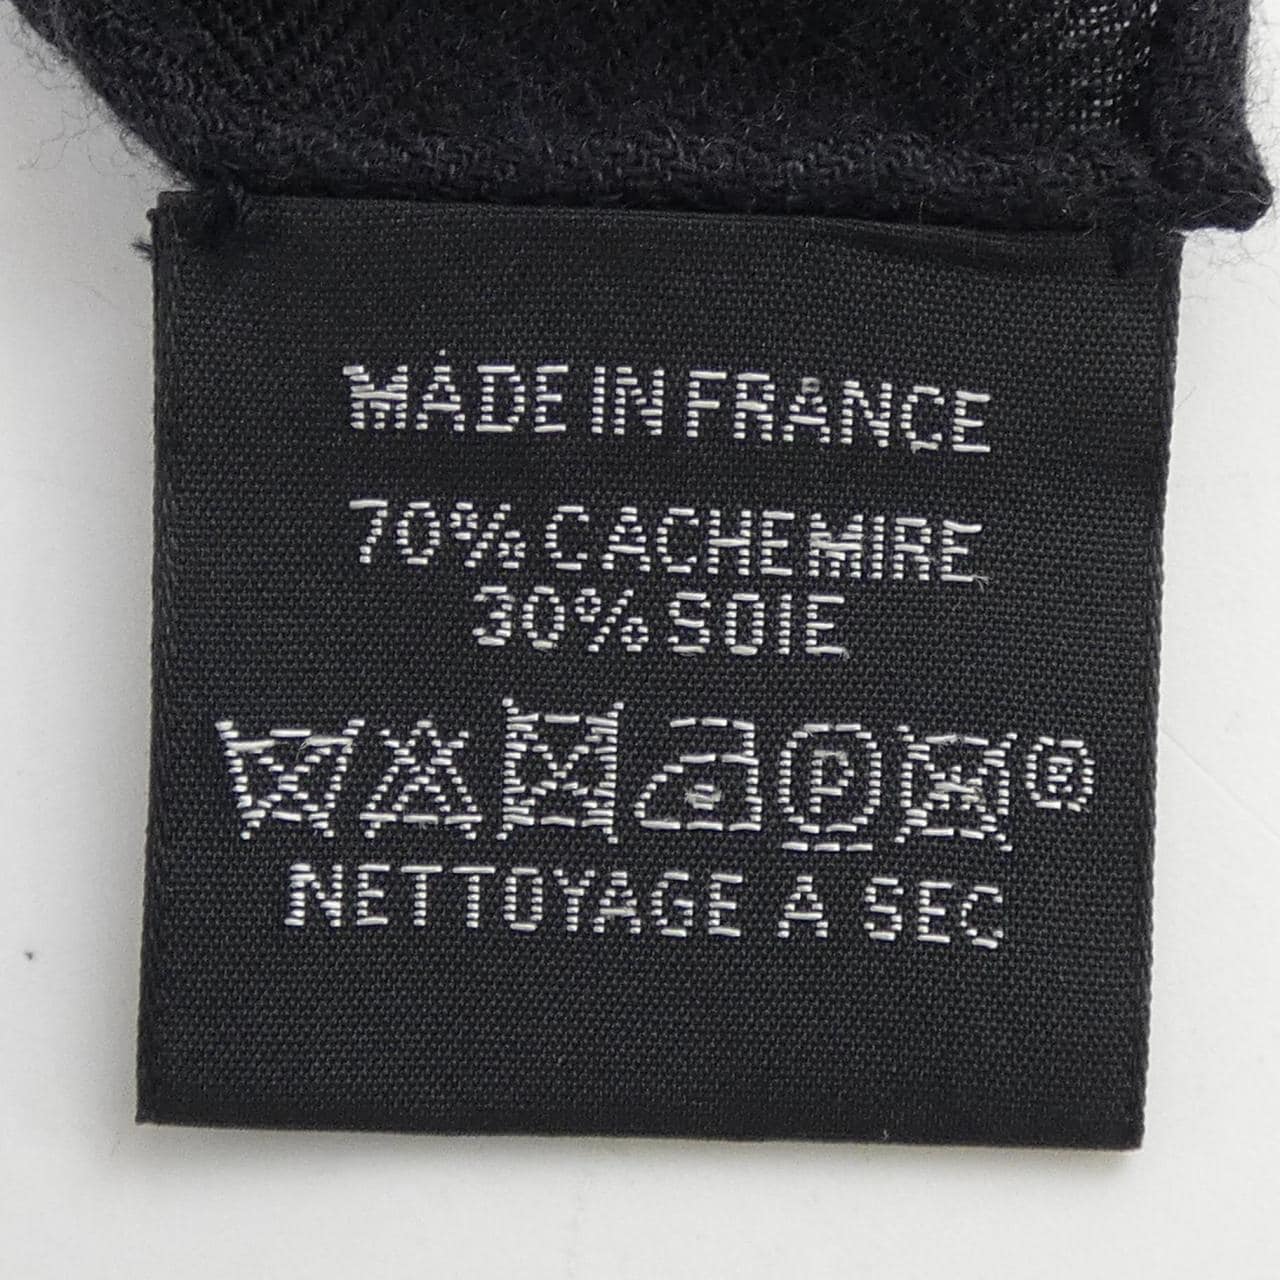 MADE IN FRANCE
70% CACHEMIRE
30% SOIE
P ®
NETTOYAGE A SEC